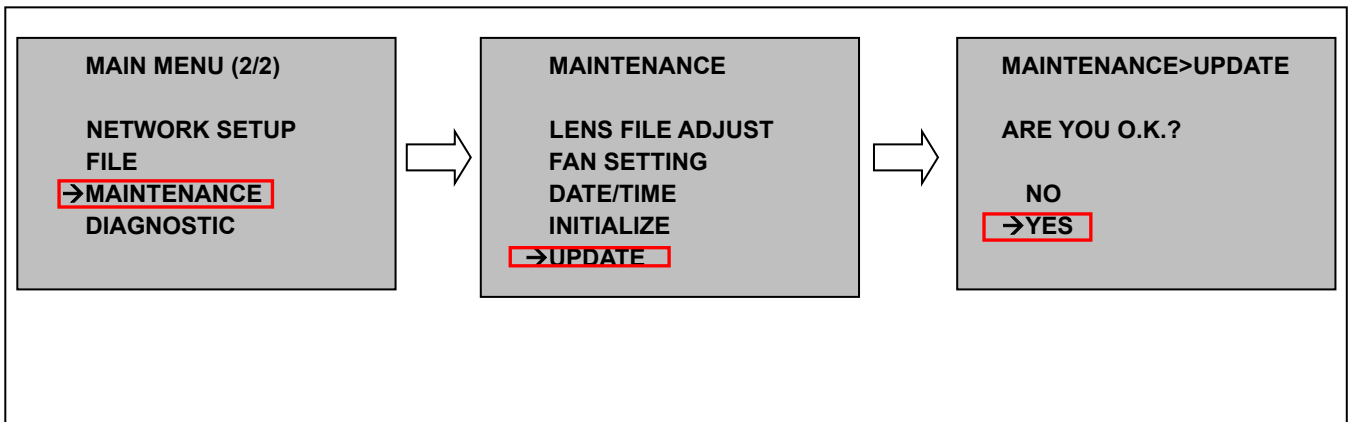 MAIN MENU (2/2)
NETWORK SETUP
FILE
→MAINTENANCE
DIAGNOSTIC
MAINTENANCE
LENS FILE ADJUST
FAN SETTING
DATE/TIME
INITIALIZE
→UPDATE
MAINTENANCE>UPDATE
ARE YOU O.K.?
NO
→YES